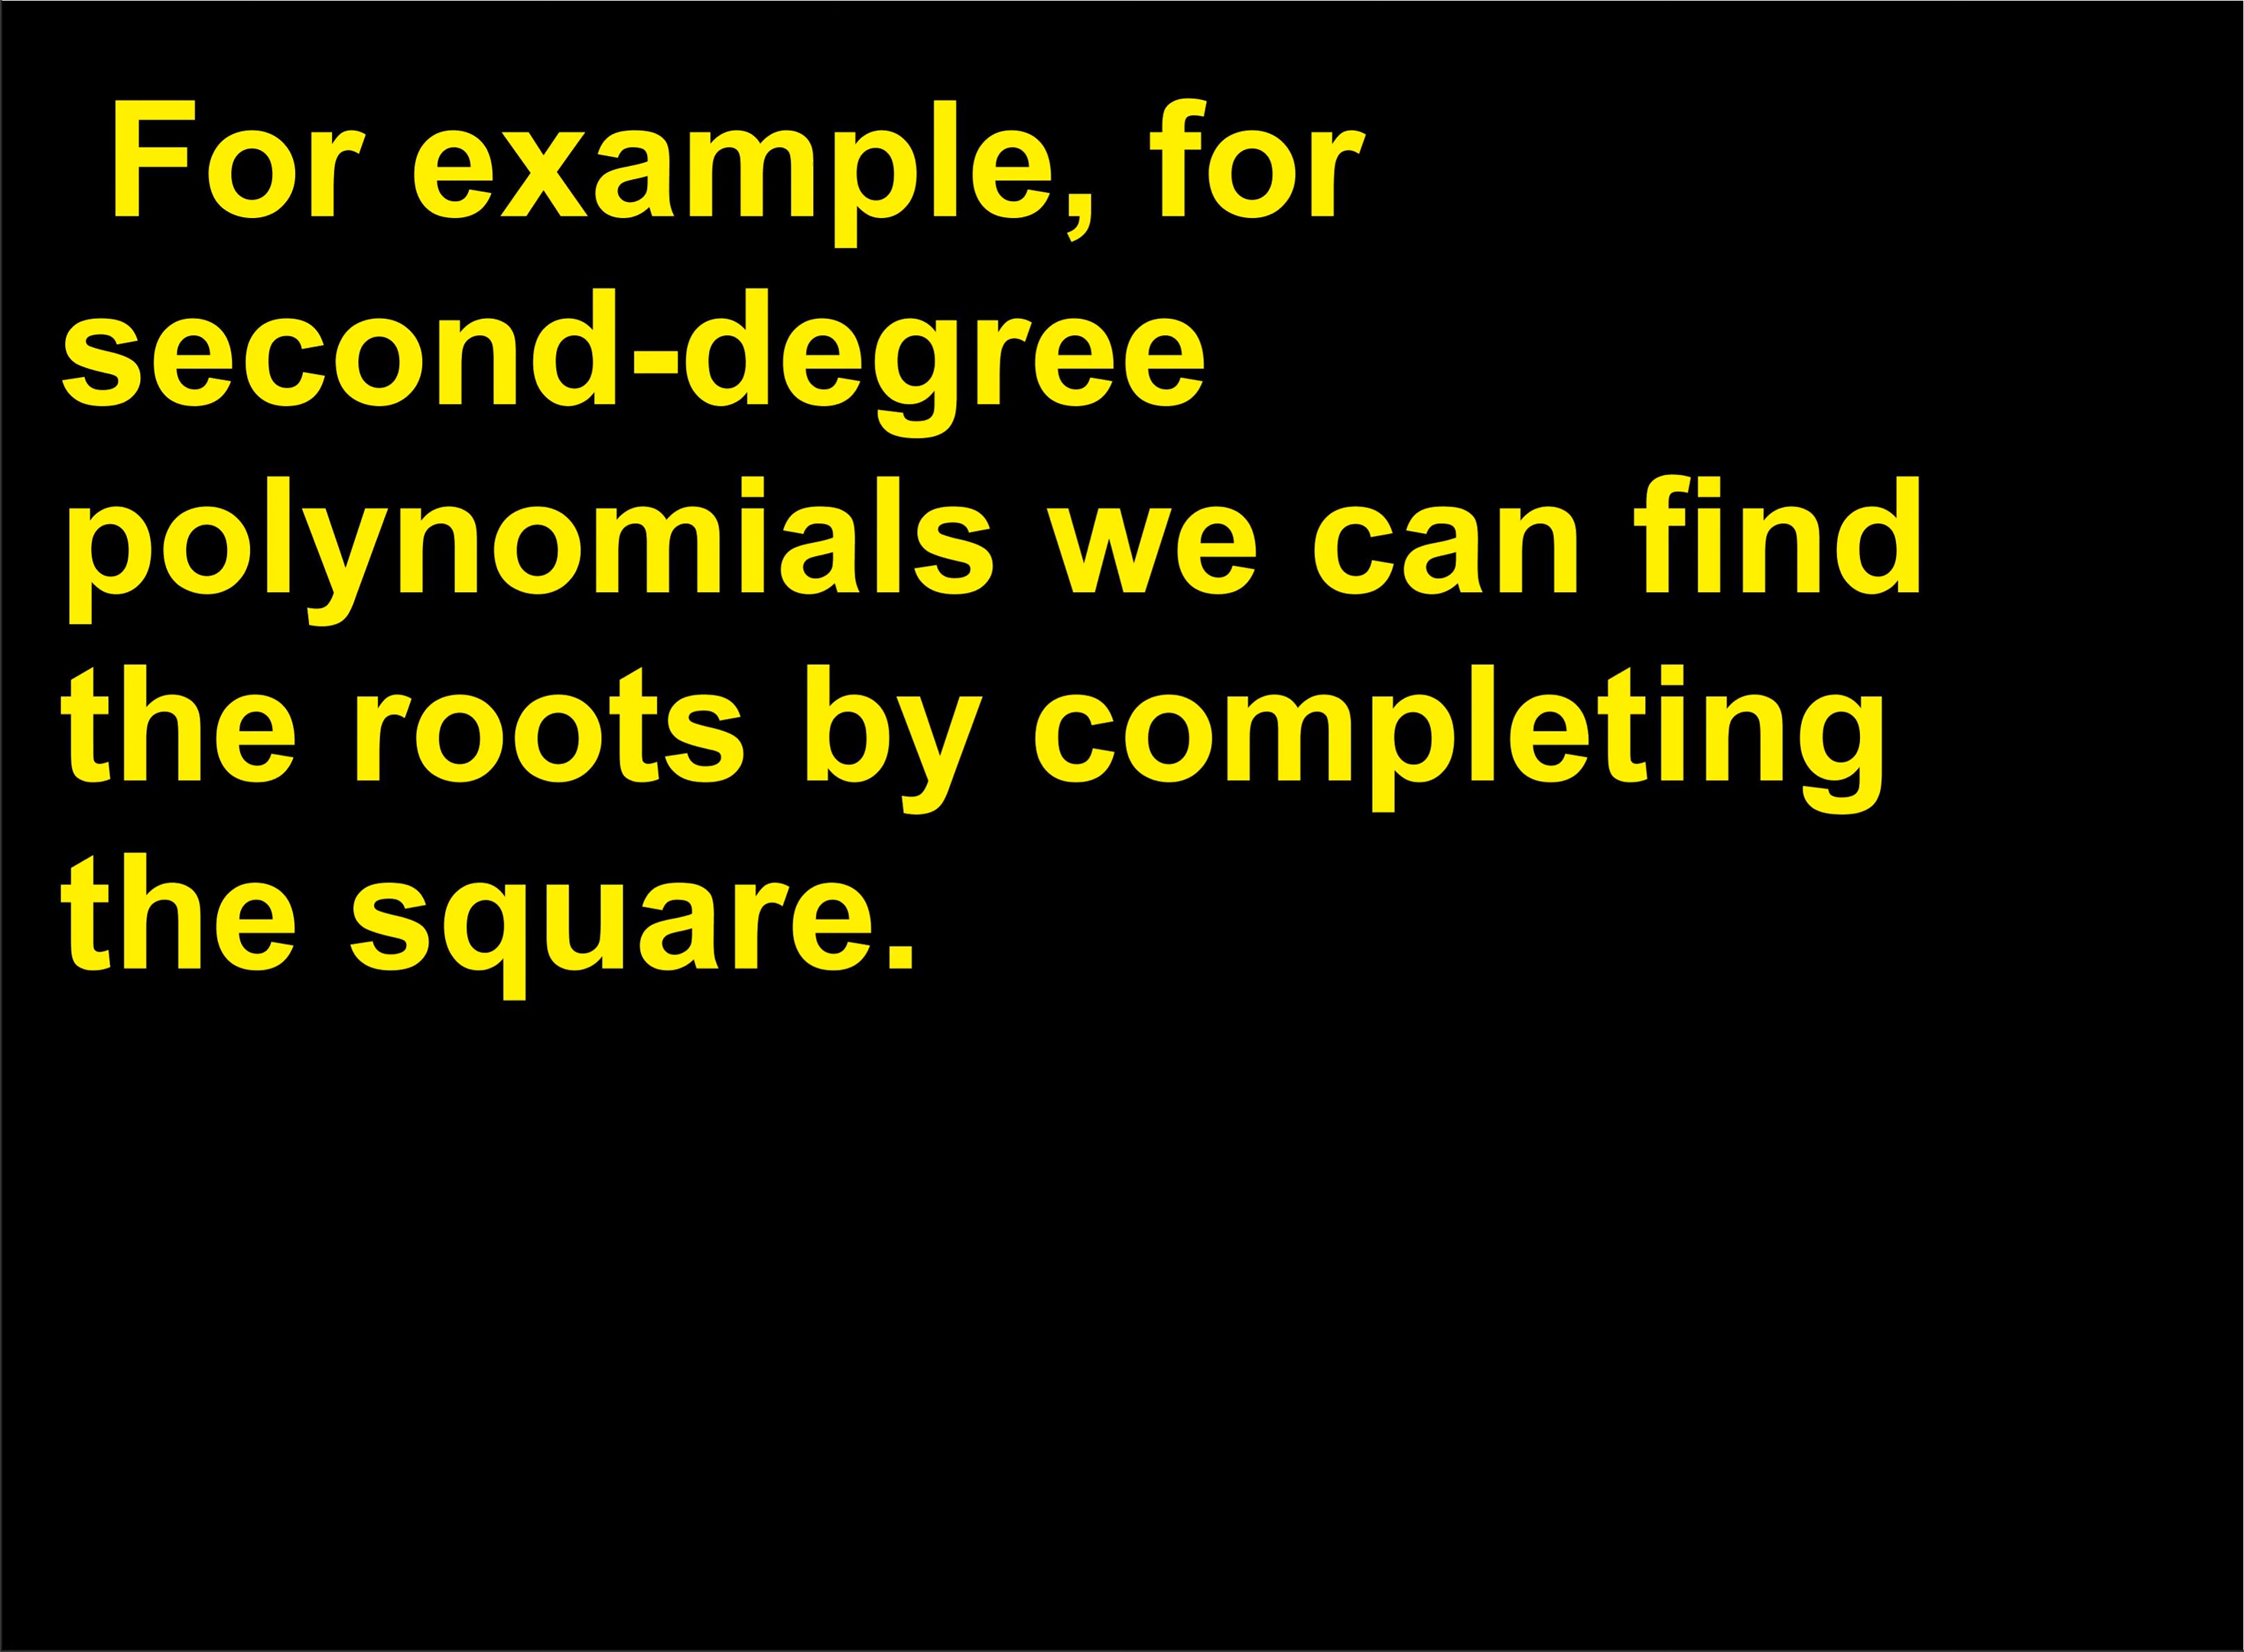 For example, for
second-degree
polynomials we can find
the roots by completing
the square.